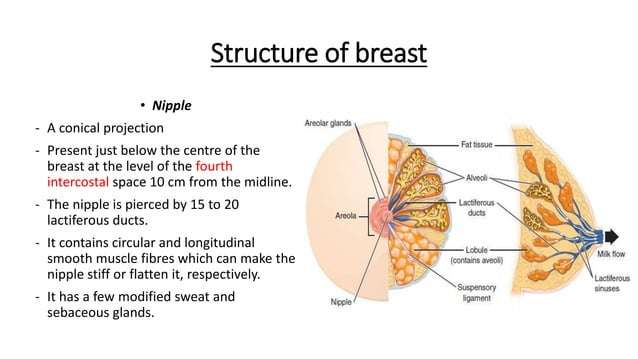 Structure of breast
• Nipple
- A conical projection
- Present just below the centre of the
breast at the level of the fourth
intercostal space 10 cm from the midline.
- The nipple is pierced by 15 to 20
lactiferous ducts.
- It contains circular and longitudinal
smooth muscle fibres which can make the
nipple stiff or flatten it, respectively.
- It has a few modified sweat and
sebaceous glands.
Areolar glands
Areola
Nipple
Fat tissue
Alveoli
Lactiferous
ducts
Lobule
(contains aveoli)
Suspensory
ligament
Milk flow
Lactiferous
sinuses